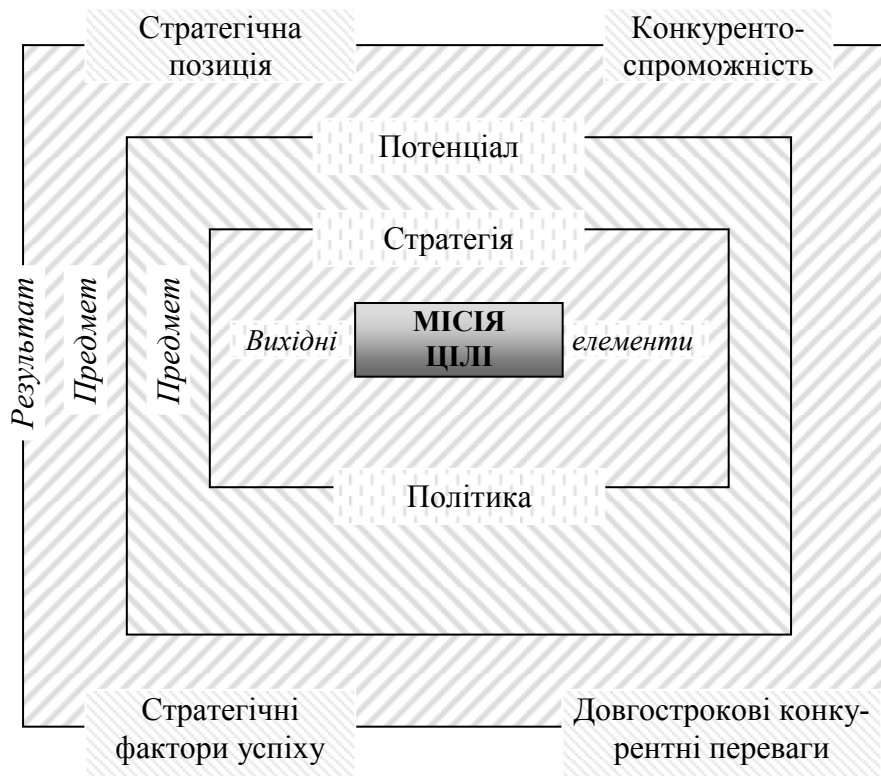 Стратегічна
позиція
Конкуренто-
спроможність
Потенціал
Стратегія
Результат
Предмет
Предмет
Вихідні
МІСІЯ
ЦІЛІ
елементи
Політика
Стратегічні
фактори успіху
Довгострокові конку-
рентні переваги